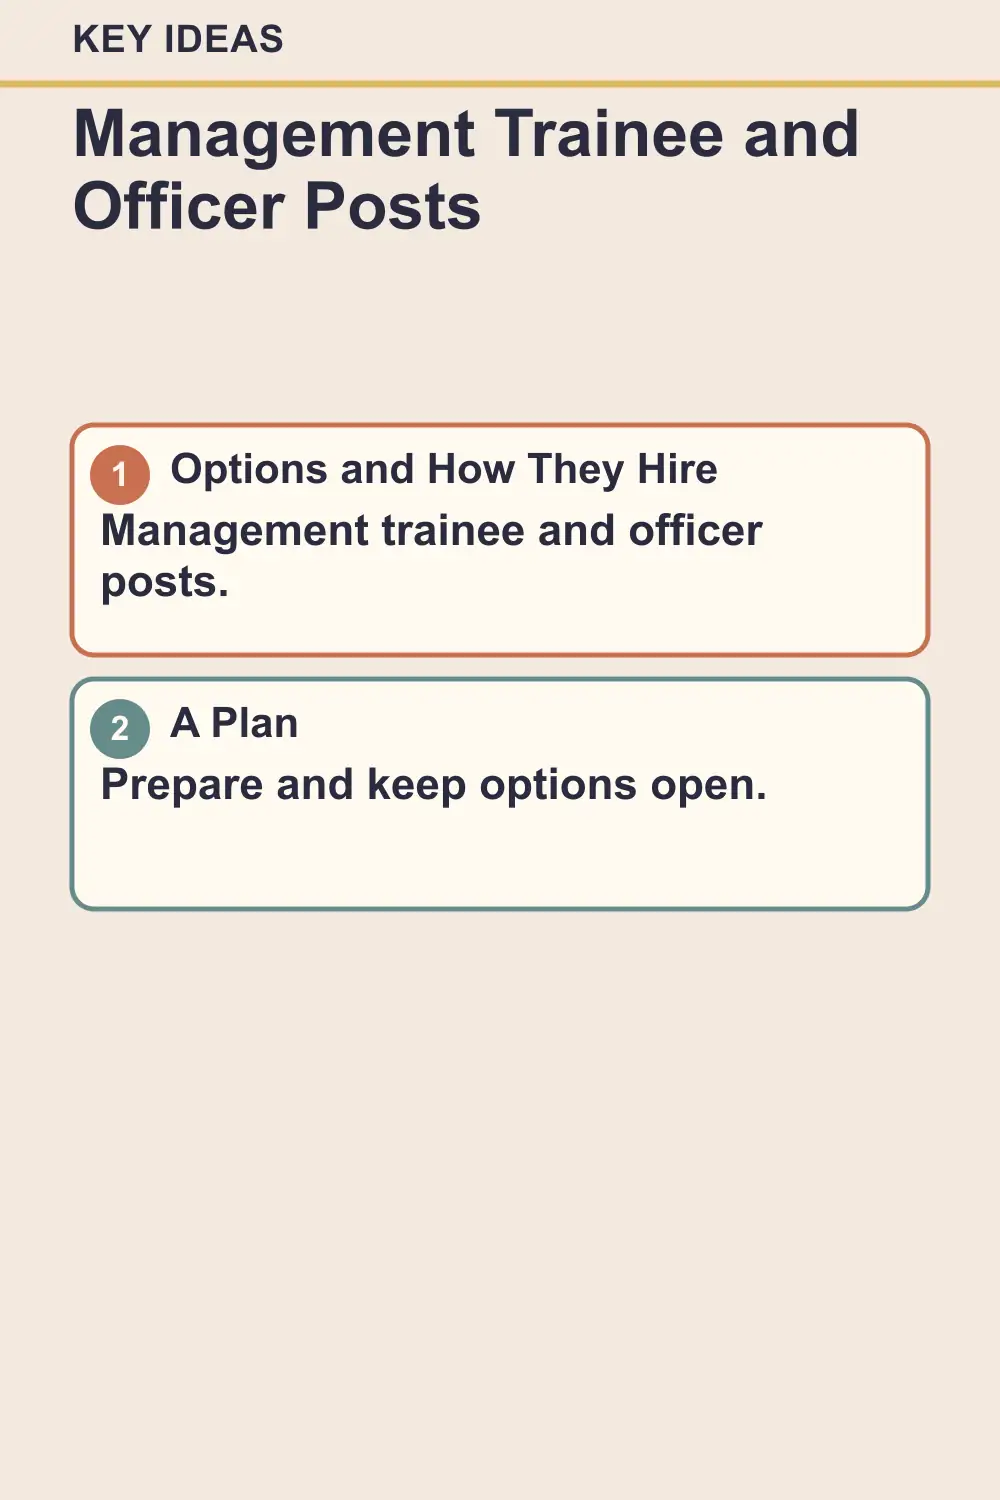 KEY IDEAS
Management Trainee and
Officer Posts
1 Options and How They Hire
Management trainee and officer
posts.
2 A Plan
Prepare and keep options open.